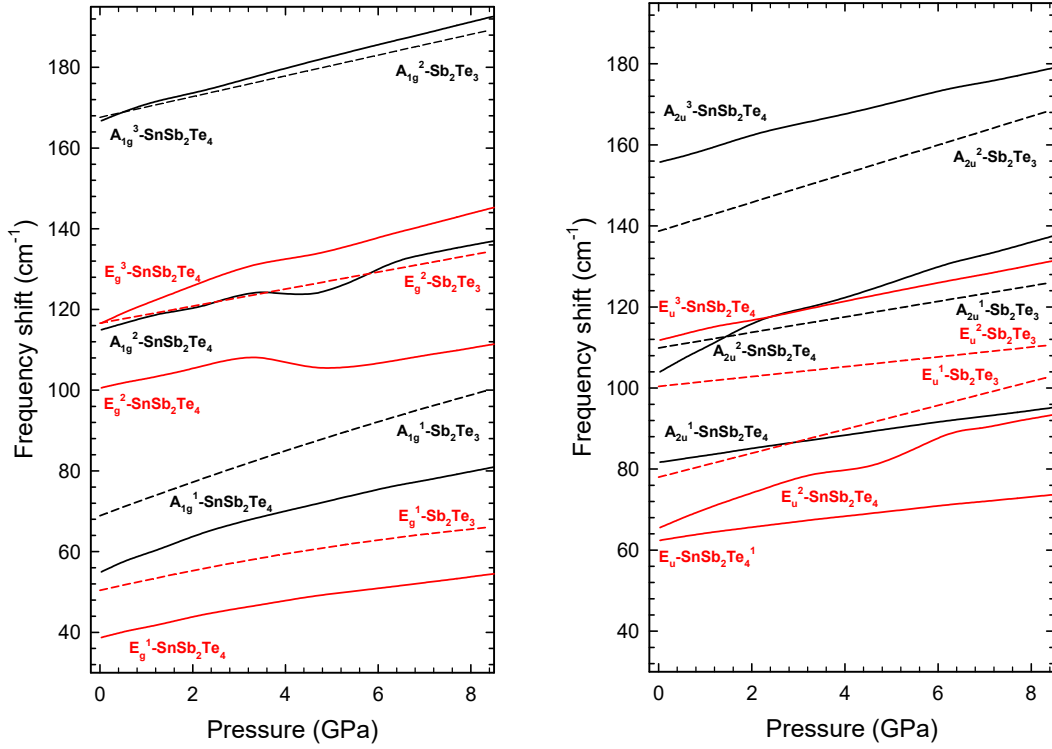 180
160
140
120
100
80
60
40
Frequency shift (cm⁻¹)
A₁g²-Sb₂Te₃
A₁g³-SnSb₂Te₄
Eg³-SnSb₂Te₄
Eg²-Sb₂Te₃
A₁g²-SnSb₂Te₄
Eg²-SnSb₂Te₄
A₁g¹-Sb₂Te₃
A₁g¹-SnSb₂Te₄
Eg¹-Sb₂Te₃
Eg¹-SnSb₂Te₄
0 2 4 6 8
Pressure (GPa)
180
160
140
120
100
80
60
40
Frequency shift (cm⁻¹)
A₂ᵤ³-SnSb₂Te₄
A₂ᵤ²-Sb₂Te₃
Eᵤ³-SnSb₂Te₄
A₂ᵤ¹-Sb₂Te₃
Eᵤ²-Sb₂Te₃
A₂ᵤ²-SnSb₂Te₄
Eᵤ¹-Sb₂Te₃
A₂ᵤ¹-SnSb₂Te₄
Eᵤ²-SnSb₂Te₄
Eᵤ-SnSb₂Te₄¹
0 2 4 6 8
Pressure (GPa)